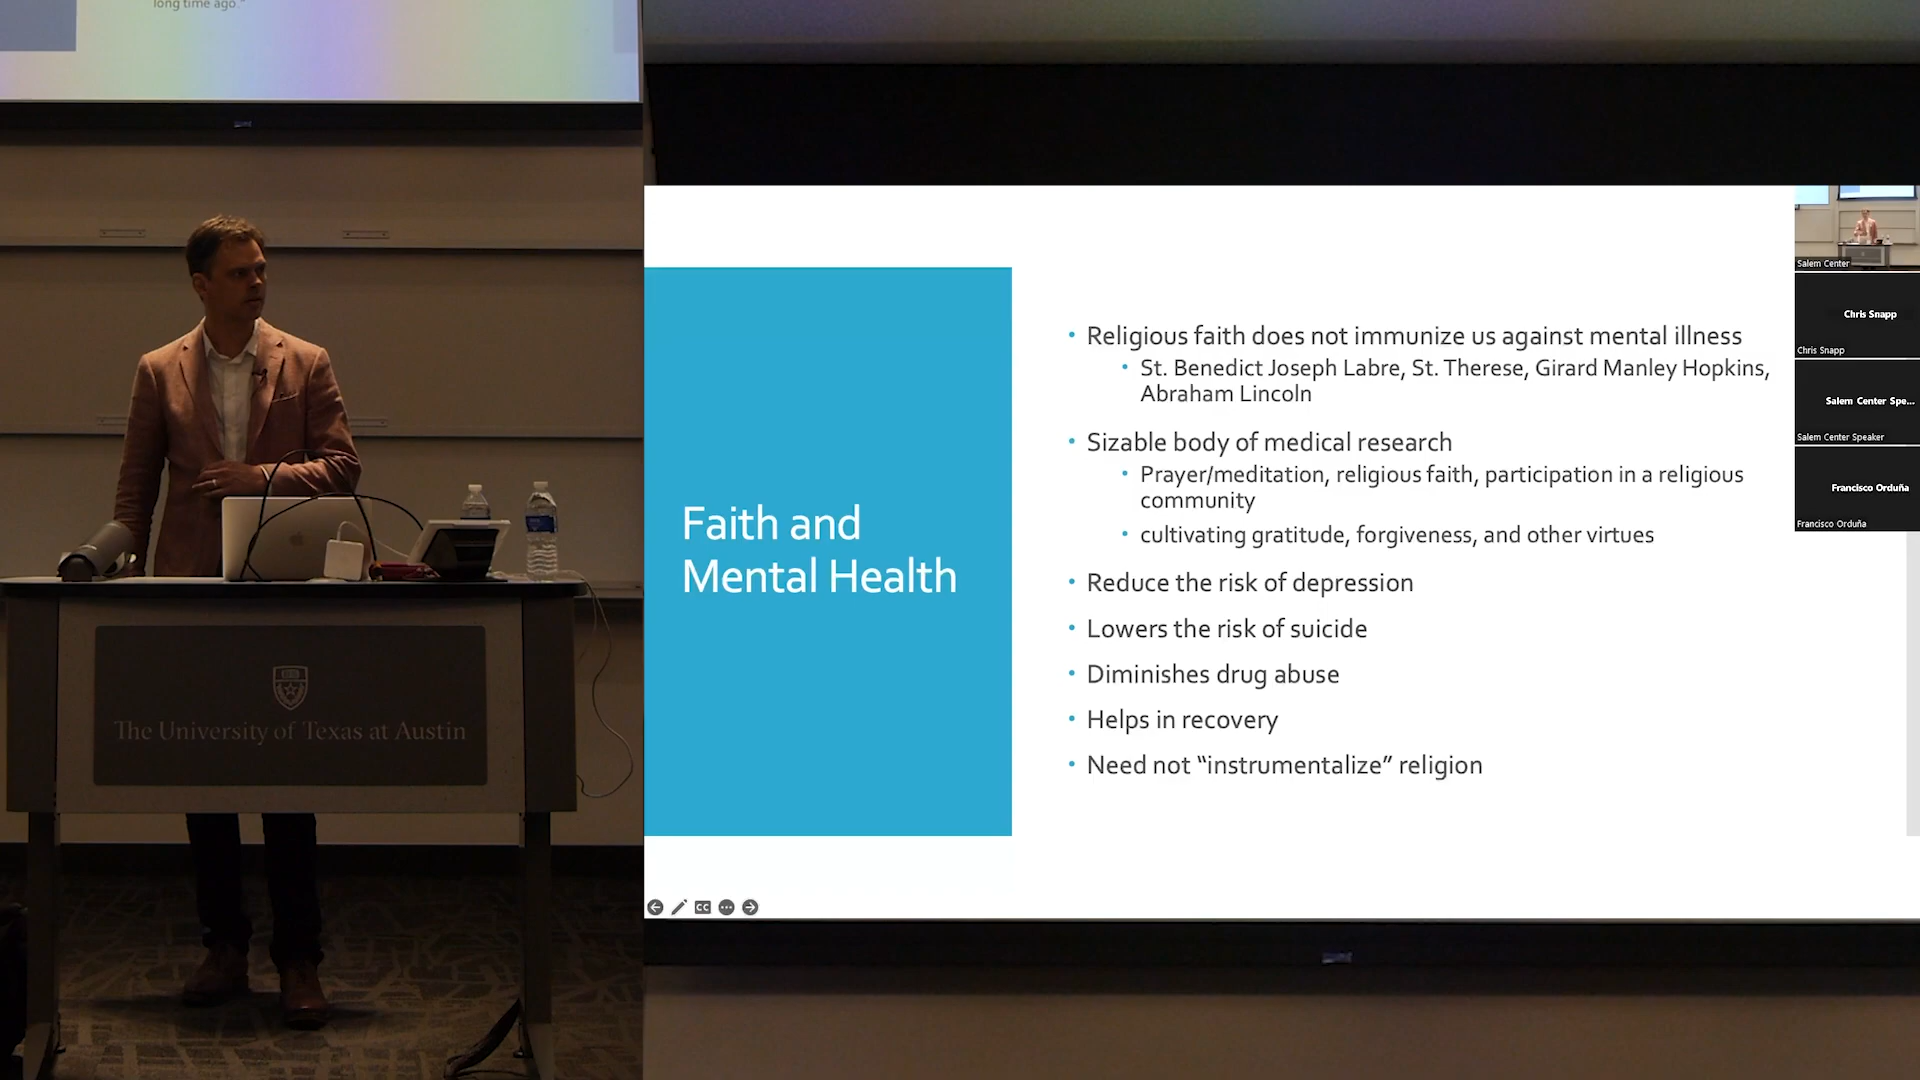 long time ago."
The University of Texas at Austin
Faith and
Mental Health
• Religious faith does not immunize us against mental illness
• St. Benedict Joseph Labre, St. Therese, Girard Manley Hopkins,
Abraham Lincoln
• Sizable body of medical research
• Prayer/meditation, religious faith, participation in a religious
community
• cultivating gratitude, forgiveness, and other virtues
• Reduce the risk of depression
• Lowers the risk of suicide
• Diminishes drug abuse
• Helps in recovery
• Need not “instrumentalize” religion
CC
Salem Center
Chris Snapp
Chris Snapp
Salem Center Spe...
Salem Center Speaker
Francisco Orduña
Francisco Orduña